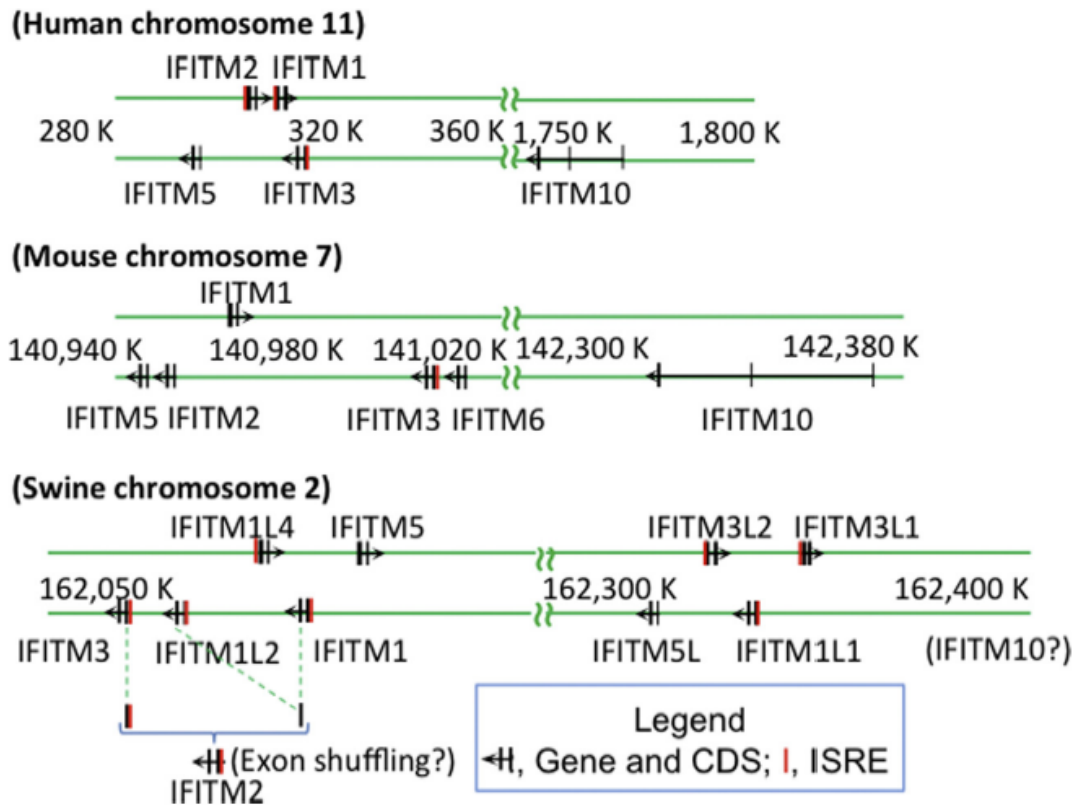 (Human chromosome 11)
IFITM2 IFITM1
280 K 320 K 360 K 1,750 K 1,800 K
IFITM5 IFITM3 IFITM10
(Mouse chromosome 7)
IFITM1
140,940 K 140,980 K 141,020 K 142,300 K 142,380 K
IFITM5 IFITM2 IFITM3 IFITM6 IFITM10
(Swine chromosome 2)
IFITM1L4 IFITM5 IFITM3L2 IFITM3L1
162,050 K 162,300 K 162,400 K
IFITM3 IFITM1L2 IFITM1 IFITM5L IFITM1L1 (IFITM10?)
Legend
(Exon shuffling?) , Gene and CDS; , ISRE
IFITM2